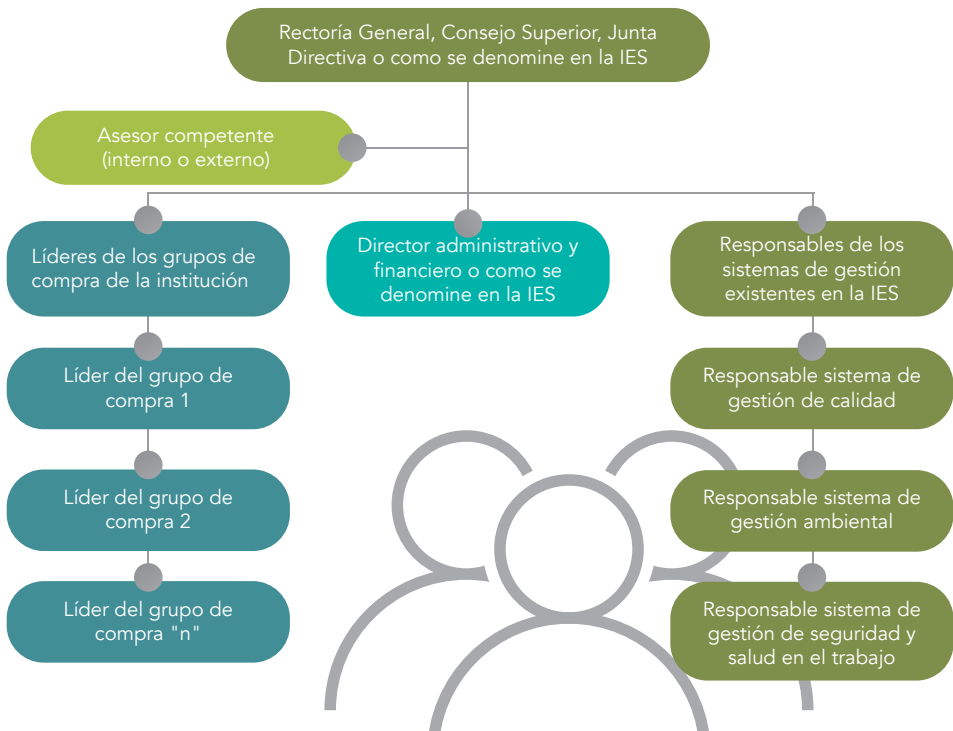 Rectoría General, Consejo Superior, Junta
Directiva o como se denomine en la IES
Asesor competente
(interno o externo)
Líderes de los grupos de
compra de la institución
Director administrativo y
financiero o como se
denomine en la IES
Responsables de los
sistemas de gestión
existentes en la IES
Líder del grupo de
compra 1
Responsable sistema de
gestión de calidad
Líder del grupo de
compra 2
Responsable sistema de
gestión ambiental
Líder del grupo de
compra "n"
Responsable sistema de
gestión de seguridad y
salud en el trabajo